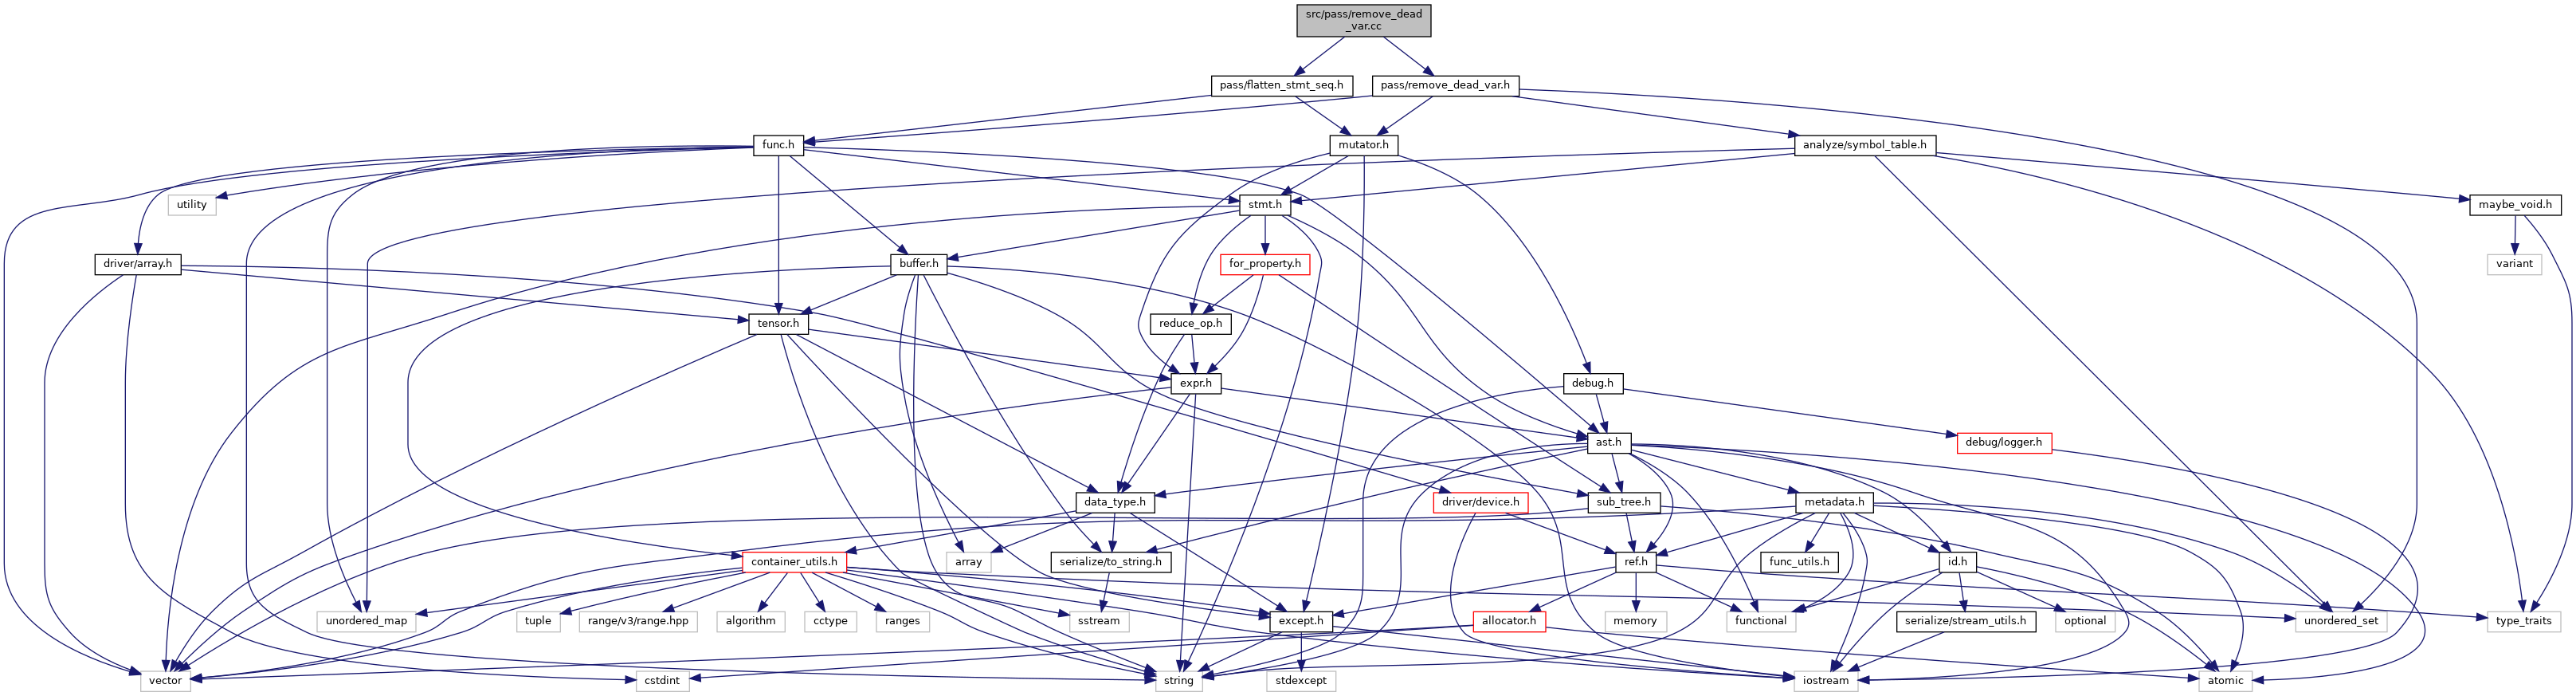 src/pass/remove_dead
_var.cc
pass/flatten_stmt_seq.h
pass/remove_dead_var.h
func.h
mutator.h
analyze/symbol_table.h
utility
stmt.h
maybe_void.h
driver/array.h
buffer.h
for_property.h
variant
tensor.h
reduce_op.h
expr.h
debug.h
ast.h
debug/logger.h
data_type.h
driver/device.h
sub_tree.h
metadata.h
container_utils.h
array
serialize/to_string.h
ref.h
func_utils.h
id.h
unordered_map
tuple
range/v3/range.hpp
algorithm
cctype
ranges
sstream
except.h
allocator.h
memory
functional
serialize/stream_utils.h
optional
unordered_set
type_traits
vector
cstdint
string
stdexcept
iostream
atomic